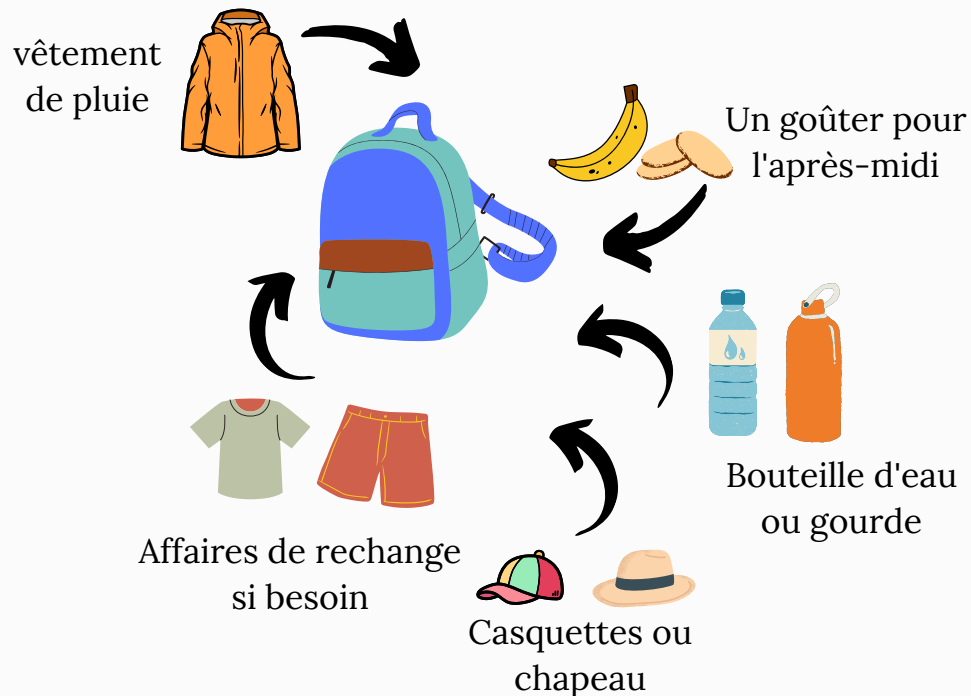 vêtement
de pluie
Un goûter pour
l'après-midi
Bouteille d'eau
ou gourde
Affaires de rechange
si besoin
Casquettes ou
chapeau